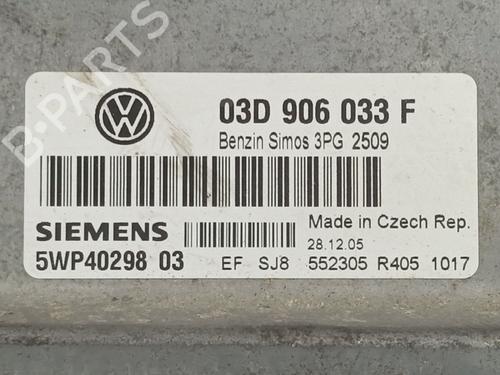 03D 906 033 F
Benzin Simos 3PG 2509
SIEMENS
Made in Czech Rep.
28.12.05
5WP40298 03
EF SJ8 552305 R405 1017
B-PARTS